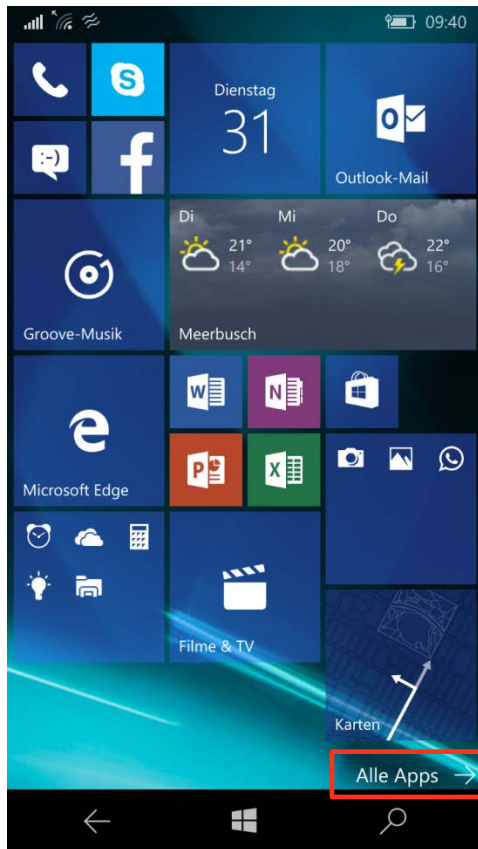 09:40
S
Dienstag
31
O
:-)
f
Outlook-Mail
Di Mi Do
21° 20° 22°
14° 18° 16°
Groove-Musik
Meerbusch
W
N
e
P
X
Microsoft Edge
Filme & TV
Karten
Alle Apps